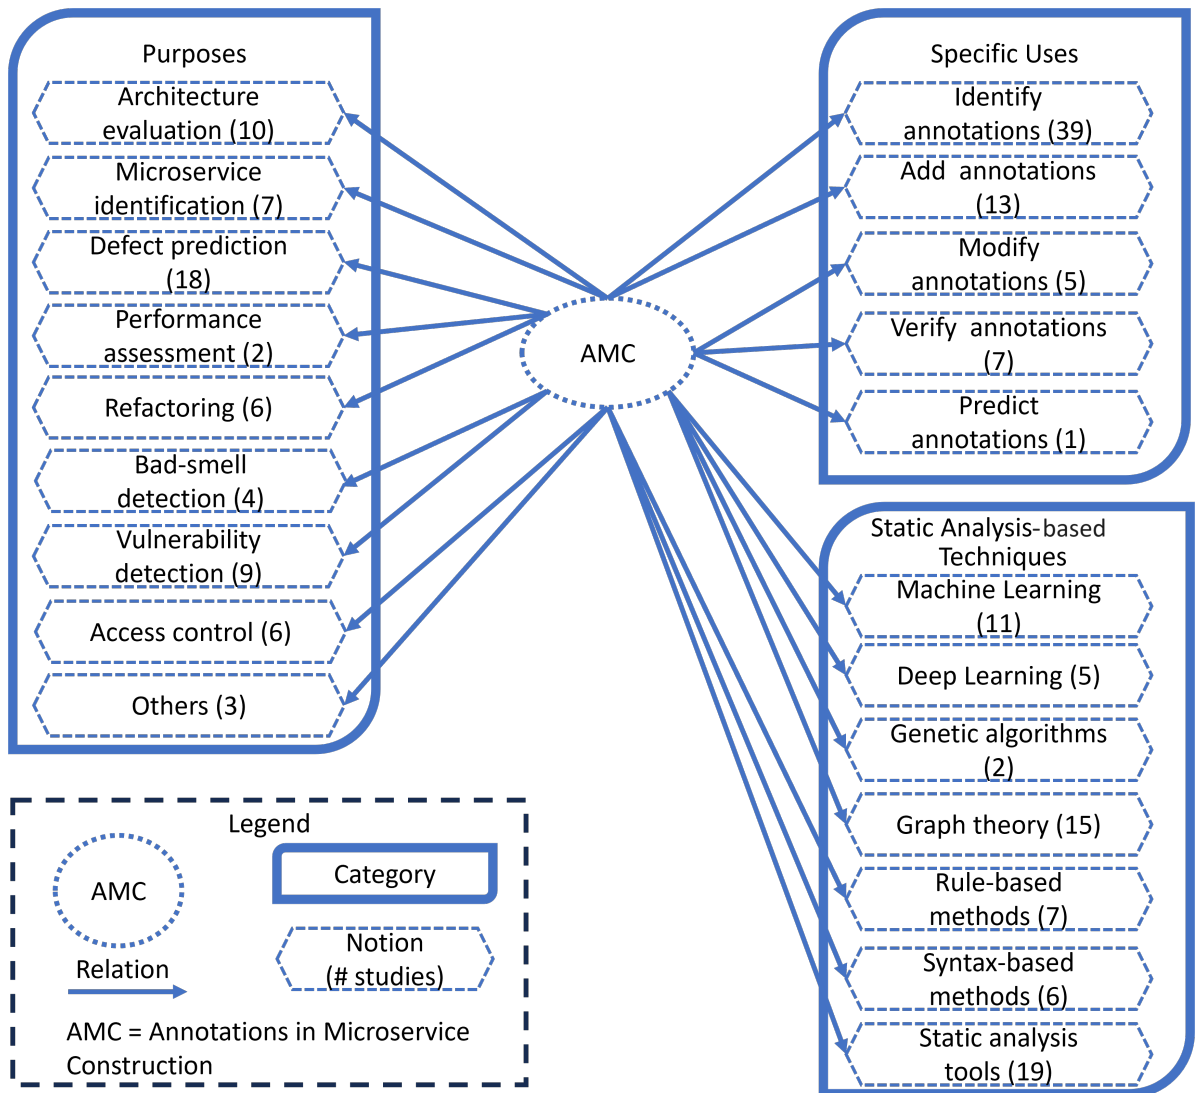 Purposes
Architecture
evaluation (10)
Microservice
identification (7)
Defect prediction
(18)
Performance
assessment (2)
Refactoring (6)
Bad-smell
detection (4)
Vulnerability
detection (9)
Access control (6)
Others (3)
AMC
Specific Uses
Identify
annotations (39)
Add annotations
(13)
Modify
annotations (5)
Verify annotations
(7)
Predict
annotations (1)
Static Analysis-based
Techniques
Machine Learning
(11)
Deep Learning (5)
Genetic algorithms
(2)
Graph theory (15)
Rule-based
methods (7)
Syntax-based
methods (6)
Static analysis
tools (19)
Legend
AMC
Category
Relation
Notion
(# studies)
AMC = Annotations in Microservice
Construction